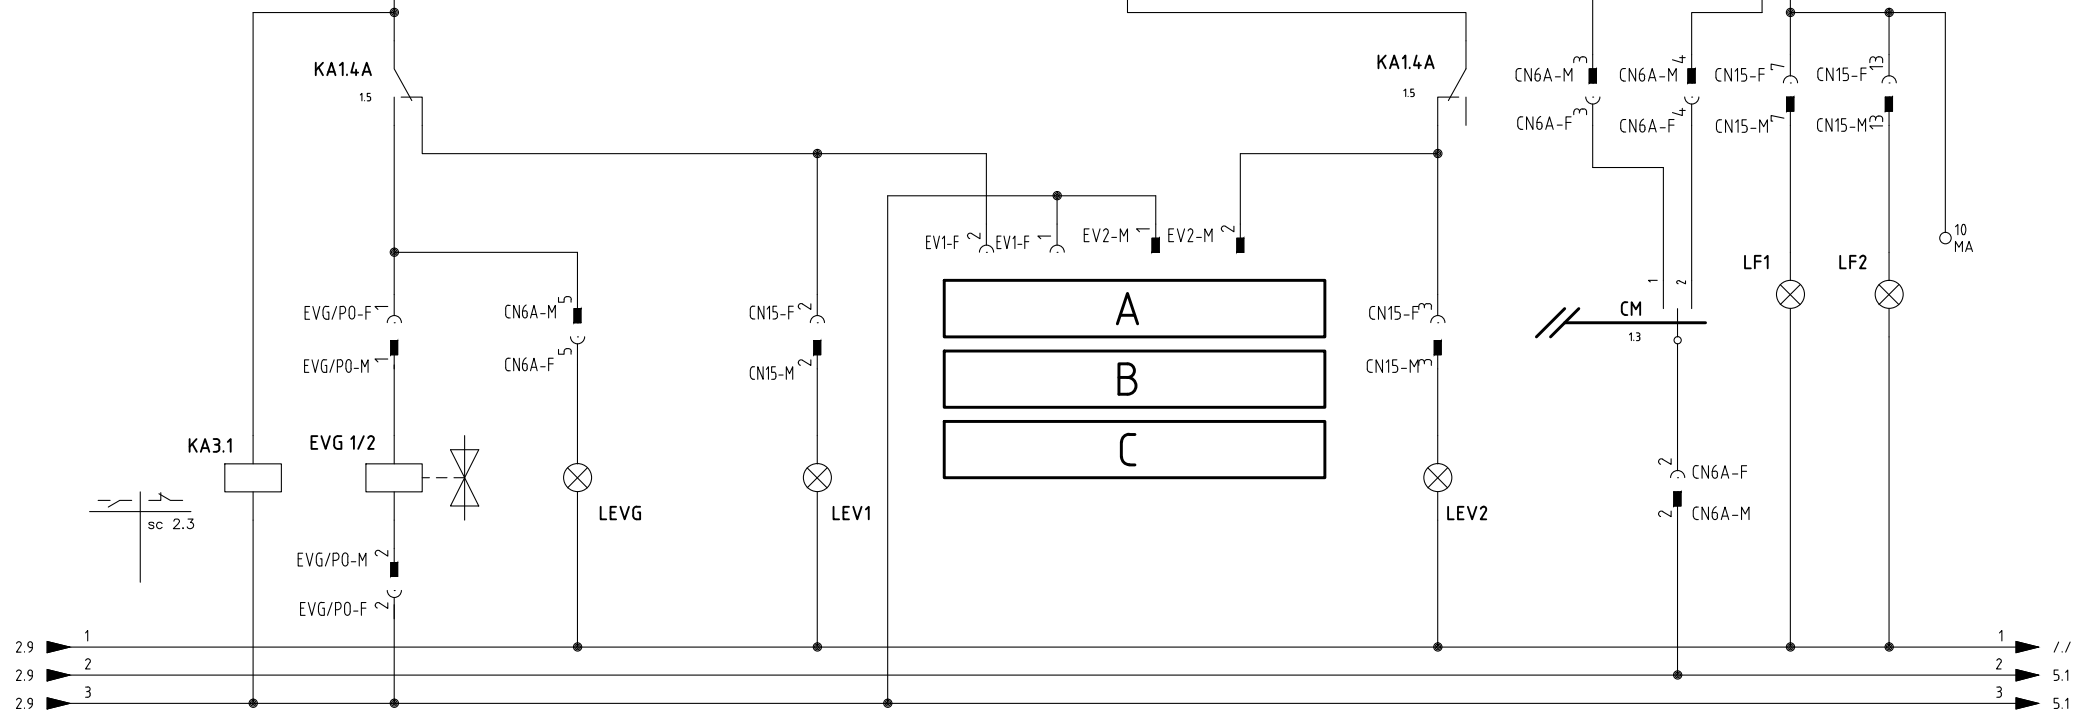 KA1.4A
1.5
KA1.4A
1.5
CN6A-M 3
CN6A-M 4
CN15-F 7
CN15-F 13
CN6A-F 3
CN6A-F 4
CN15-M 7
CN15-M 13
EV1-F 2
EV1-F 1
EV2-M 1
EV2-M 2
10
MA
LF1
LF2
1
2
CM
1.3
EVG/P0-F 1
CN6A-M 5
CN15-F 2
A
CN15-F 3
EVG/P0-M 1
CN6A-F 5
CN15-M 2
B
CN15-M 3
KA3.1
EVG 1/2
C
2 CN6A-F
LEVG
LEV1
LEV2
2 CN6A-M
sc 2.3
EVG/P0-M 2
EVG/P0-F 2
2.9 1 1 /./
2.9 2 2 5.1
2.9 3 3 5.1